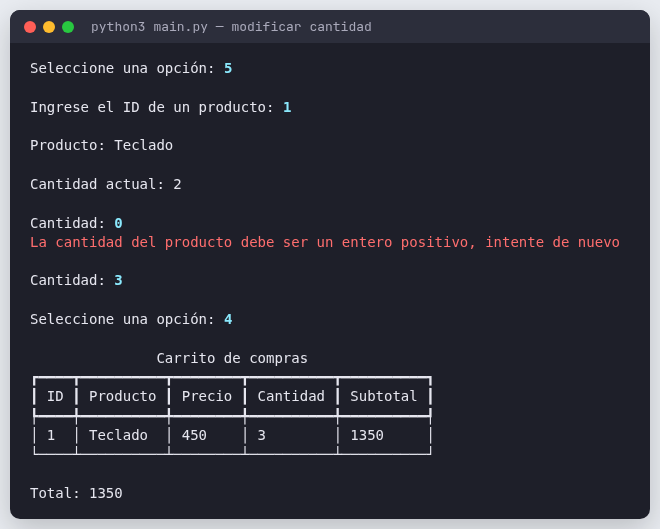 python3 main.py — modificar cantidad
Seleccione una opción: 5
Ingrese el ID de un producto: 1
Producto: Teclado
Cantidad actual: 2
Cantidad: 0
La cantidad del producto debe ser un entero positivo, intente de nuevo
Cantidad: 3
Seleccione una opción: 4
Carrito de compras
ID Producto Precio Cantidad Subtotal
1 Teclado 450 3 1350
Total: 1350